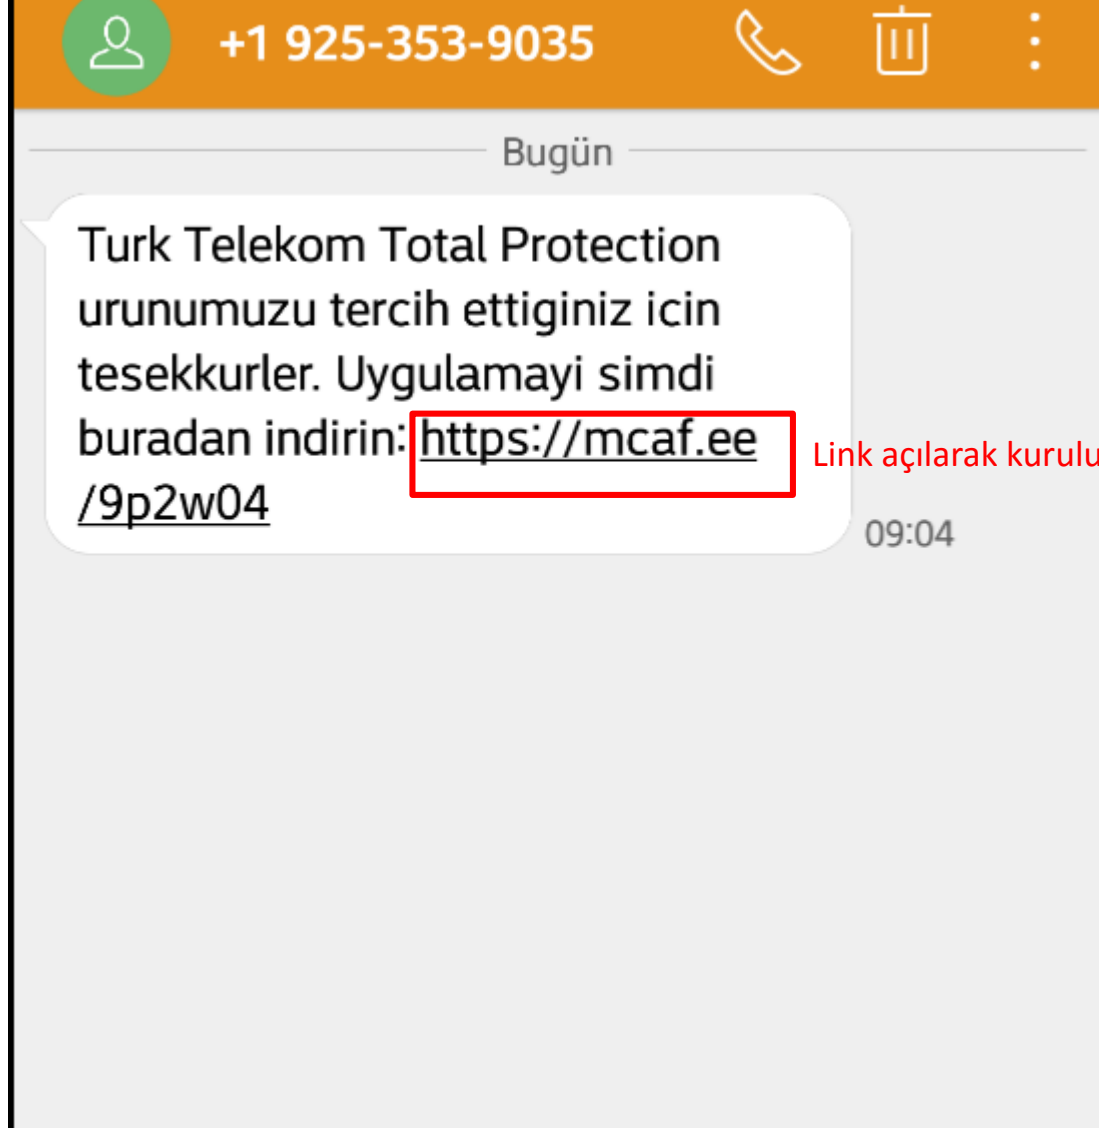 +1 925-353-9035
Bugün
Turk Telekom Total Protection
urunumuzu tercih ettiginiz icin
tesekkurler. Uygulamayi simdi
buradan indirin: https://mcaf.ee
/9p2w04
Link açılarak kurulu
09:04